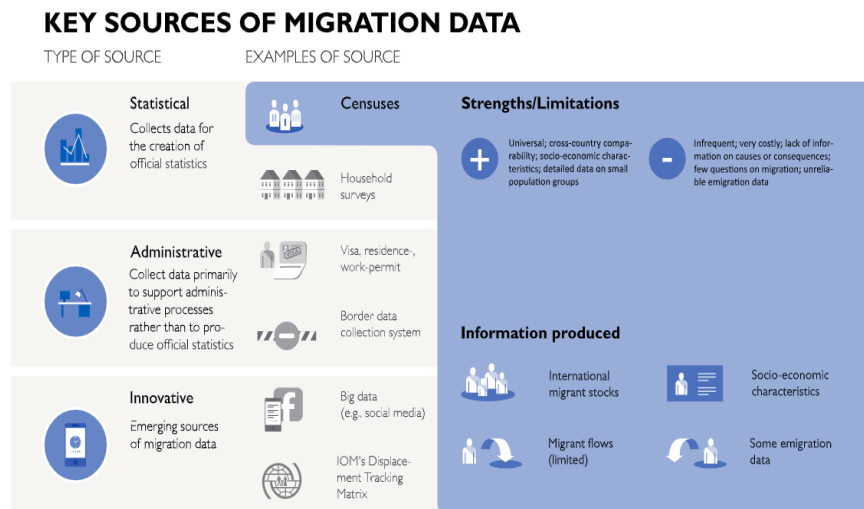 KEY SOURCES OF MIGRATION DATA
TYPE OF SOURCE
EXAMPLES OF SOURCE
Statistical
Collects data for
the creation of
official statistics
Censuses
Household
surveys
Administrative
Collect data primarily
to support adminis-
trative processes
rather than to pro-
duce official statistics
Visa, residence-,
work-permit
Border data
collection system
Innovative
Emerging sources
of migration data
Big data
(e.g., social media)
IOM's Displace-
ment Tracking
Matrix
Strengths/Limitations
+
Universal; cross-country compa-
rability; socio-economic charac-
teristics; detailed data on small
population groups
-
Infrequent; very costly; lack of infor-
mation on causes or consequences;
few questions on migration; unrelia-
ble emigration data
Information produced
International
migrant stocks
Socio-economic
characteristics
Migrant flows
(limited)
Some emigration
data